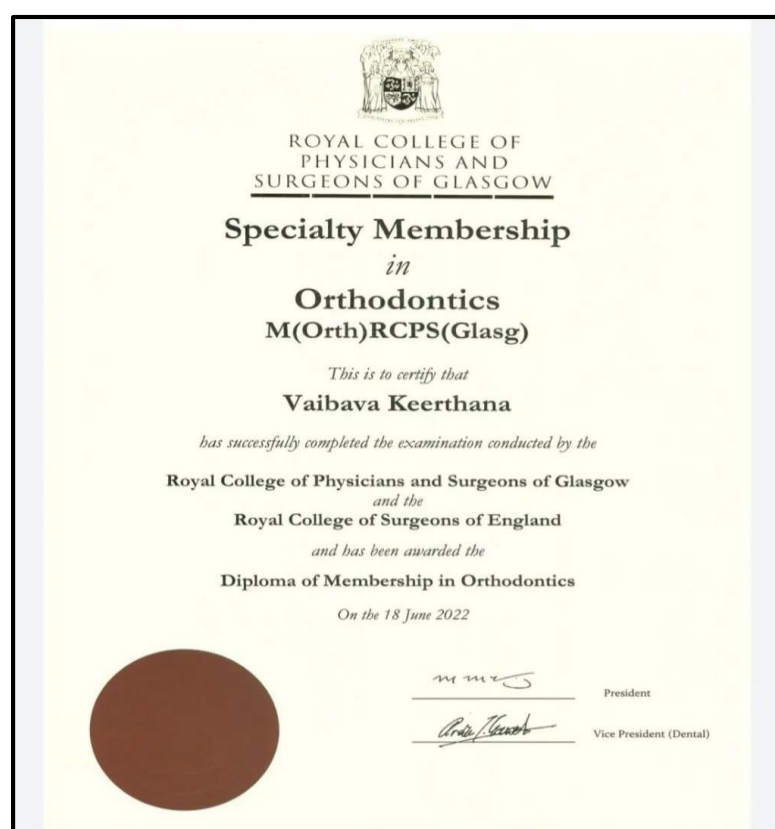 ROYAL COLLEGE OF
PHYSICIANS AND
SURGEONS OF GLASGOW
Specialty Membership
in
Orthodontics
M(Orth)RCPS(Glasg)
This is to certify that
Vaibava Keerthana
has successfully completed the examination conducted by the
Royal College of Physicians and Surgeons of Glasgow
and the
Royal College of Surgeons of England
and has been awarded the
Diploma of Membership in Orthodontics
On the 18 June 2022
President
Vice President (Dental)